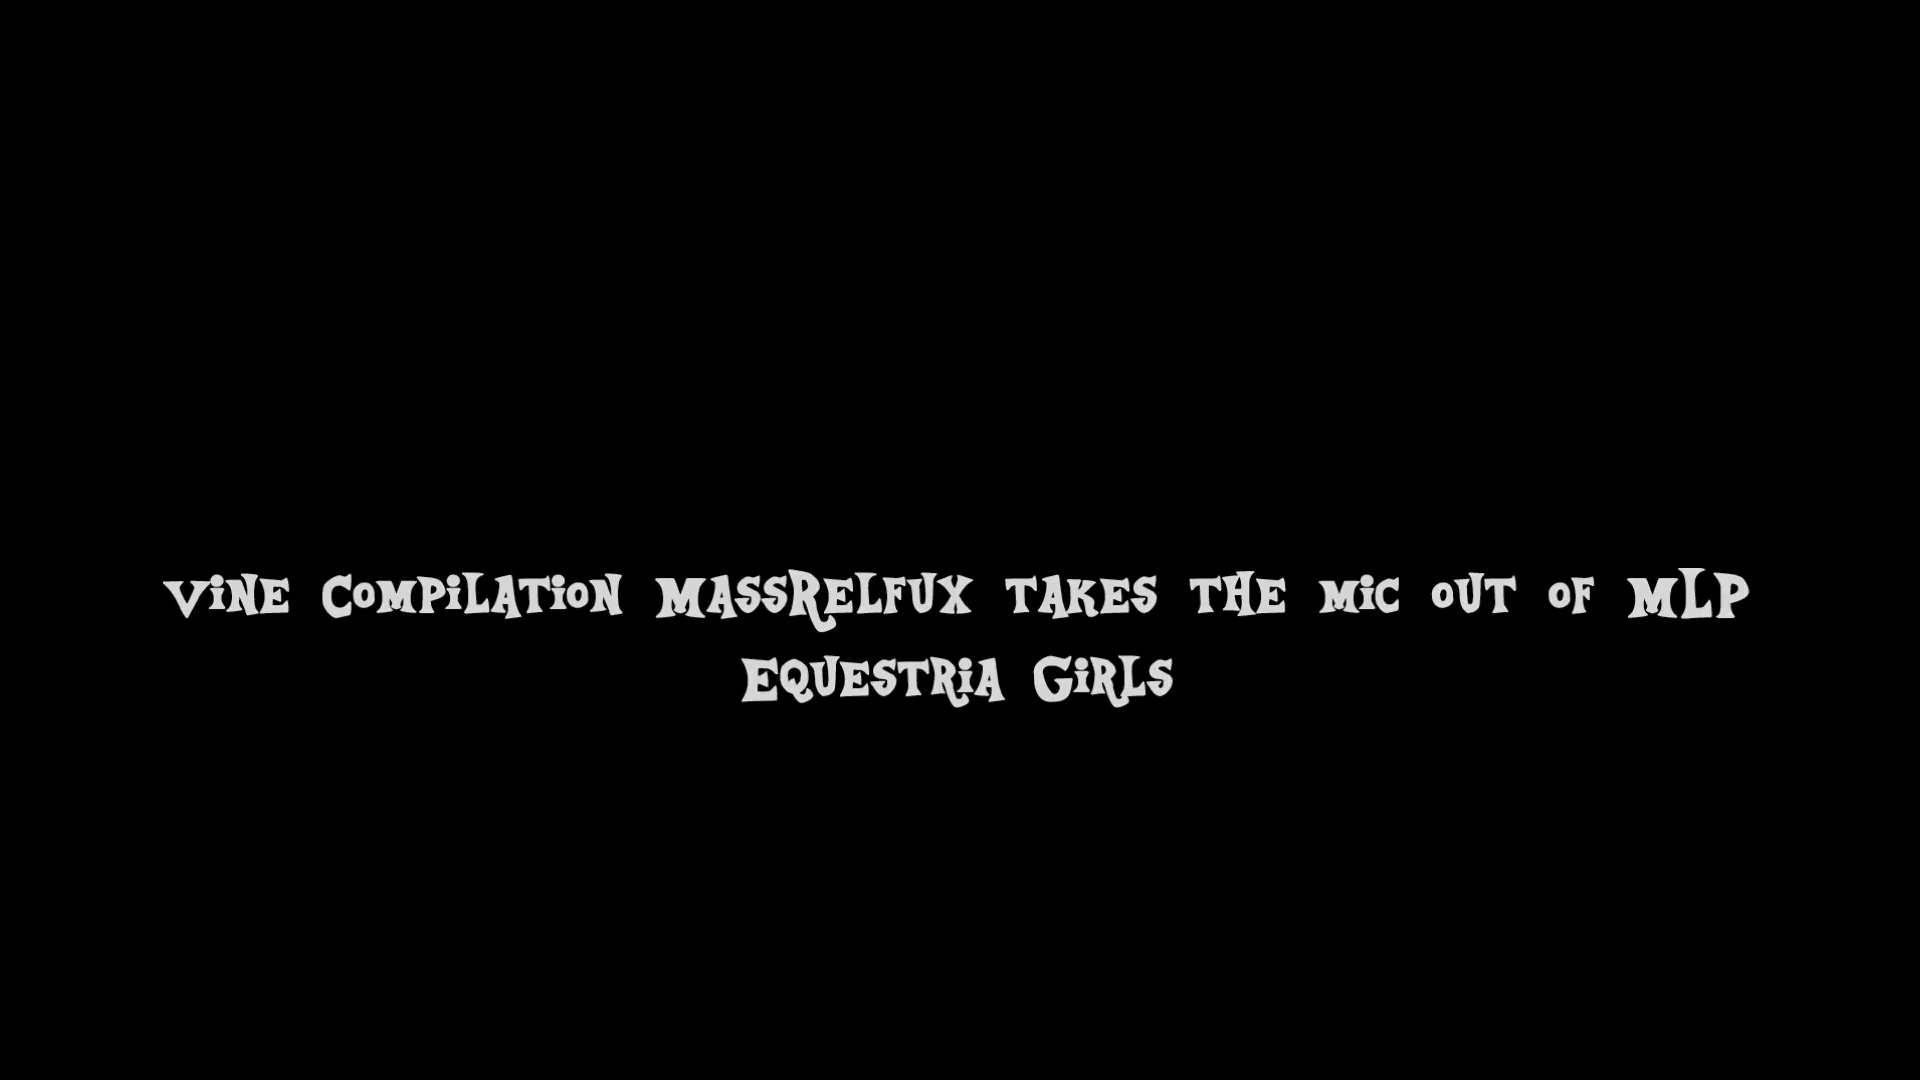 Vine Compilation MassRelfux takes the mic out of MLP
Equestria Girls